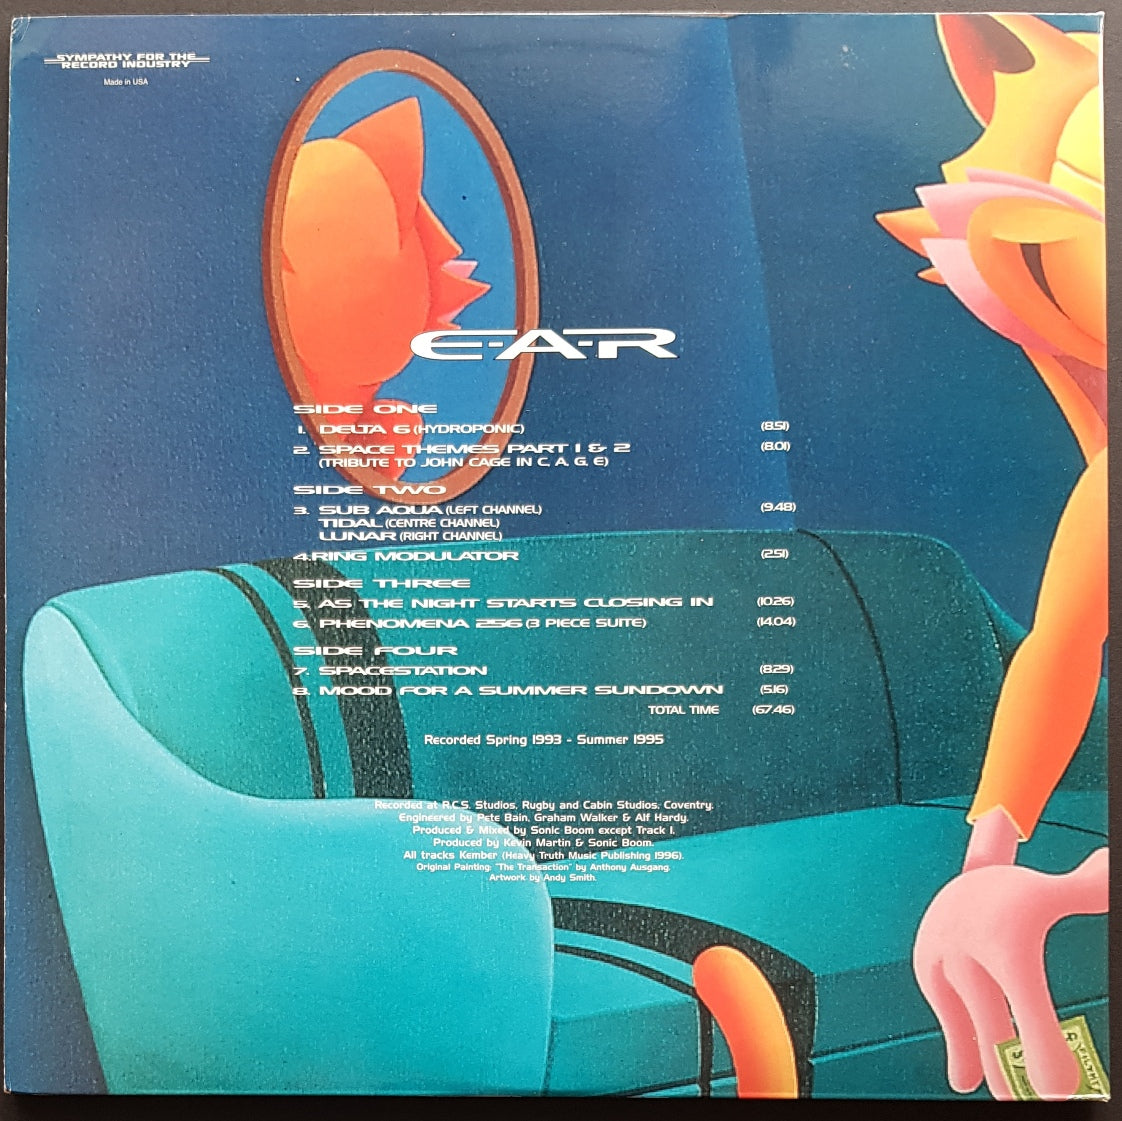 SYMPATHY FOR THE
RECORD INDUSTRY
Made in USA
E-A-R
SIDE ONE
1. DELTA 6 (HYDROPONIC) (8.51)
2. SPACE THEMES PART 1 & 2 (8.01)
(TRIBUTE TO JOHN CAGE IN C, A, G, E)
SIDE TWO
3. SUB AQUA (LEFT CHANNEL) (9.48)
TIDAL (CENTRE CHANNEL)
LUNAR (RIGHT CHANNEL)
4. RING MODULATOR (2.51)
SIDE THREE
5. AS THE NIGHT STARTS CLOSING IN (10.26)
6. PHENOMENA 256 (3 PIECE SUITE) (14.04)
SIDE FOUR
7. SPACESTATION (8.29)
8. MOOD FOR A SUMMER SUNDOWN (5.16)
TOTAL TIME (67.46)
Recorded Spring 1993 - Summer 1995
Recorded at R.C.S. Studios, Rugby and Cabin Studios, Coventry.
Engineered by Pete Bain, Graham Walker & Alf Hardy.
Produced & Mixed by Sonic Boom except Track 1.
Produced by Kevin Martin & Sonic Boom.
All tracks Kember (Heavy Truth Music Publishing 1996).
Original Painting: "The Transaction" by Anthony Ausgang.
Artwork by Andy Smith.